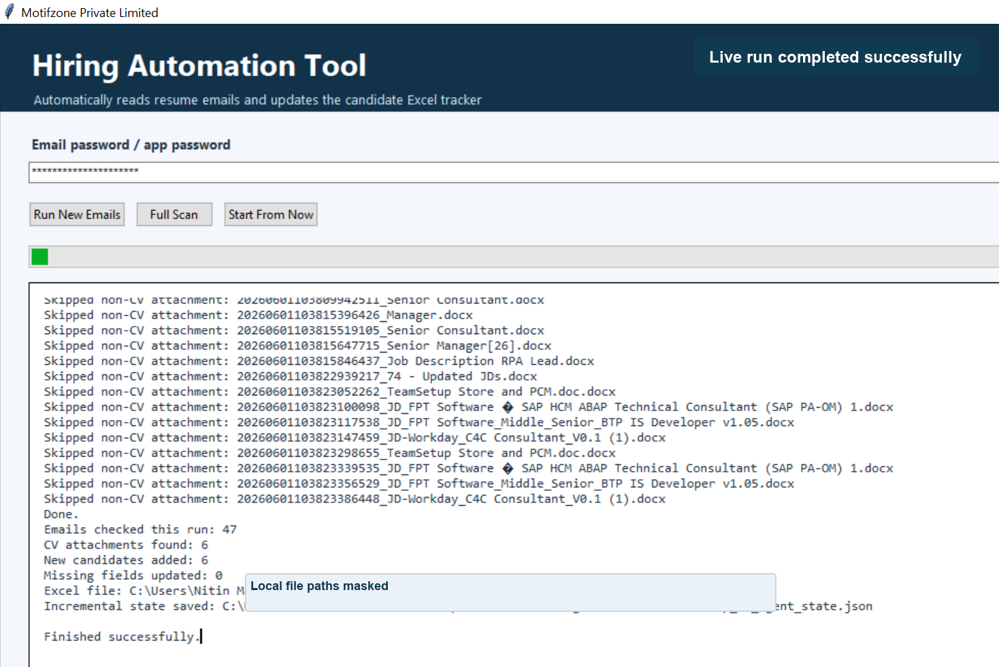 Motifzone Private Limited
Hiring Automation Tool
Live run completed successfully
Automatically reads resume emails and updates the candidate Excel tracker
Email password / app password
*********************
Run New Emails
Full Scan
Start From Now
Skipped non-CV attachment: 20260601103809942511_Senior Consultant.docx
Skipped non-CV attachment: 20260601103815396426_Manager.docx
Skipped non-CV attachment: 20260601103815519105_Senior Consultant.docx
Skipped non-CV attachment: 20260601103815647715_Senior Manager[26].docx
Skipped non-CV attachment: 20260601103815846437_Job Description RPA Lead.docx
Skipped non-CV attachment: 20260601103822939217_74 - Updated JDs.docx
Skipped non-CV attachment: 20260601103823052262_TeamSetup Store and PCM.doc.docx
Skipped non-CV attachment: 20260601103823100098_JD_FPT Software � SAP HCM ABAP Technical Consultant (SAP PA-OM) 1.docx
Skipped non-CV attachment: 20260601103823117538_JD_FPT Software_Middle_Senior_BTP IS Developer v1.05.docx
Skipped non-CV attachment: 20260601103823147459_JD-Workday_C4C Consultant_V0.1 (1).docx
Skipped non-CV attachment: 20260601103823298655_TeamSetup Store and PCM.doc.docx
Skipped non-CV attachment: 20260601103823339535_JD_FPT Software � SAP HCM ABAP Technical Consultant (SAP PA-OM) 1.docx
Skipped non-CV attachment: 20260601103823356529_JD_FPT Software_Middle_Senior_BTP IS Developer v1.05.docx
Skipped non-CV attachment: 20260601103823386448_JD-Workday_C4C Consultant_V0.1 (1).docx
Done.
Emails checked this run: 47
CV attachments found: 6
New candidates added: 6
Missing fields updated: 0
Local file paths masked
Excel file: C:\Users\Nitin M
Incremental state saved: C:\ ent_state.json
Finished successfully.